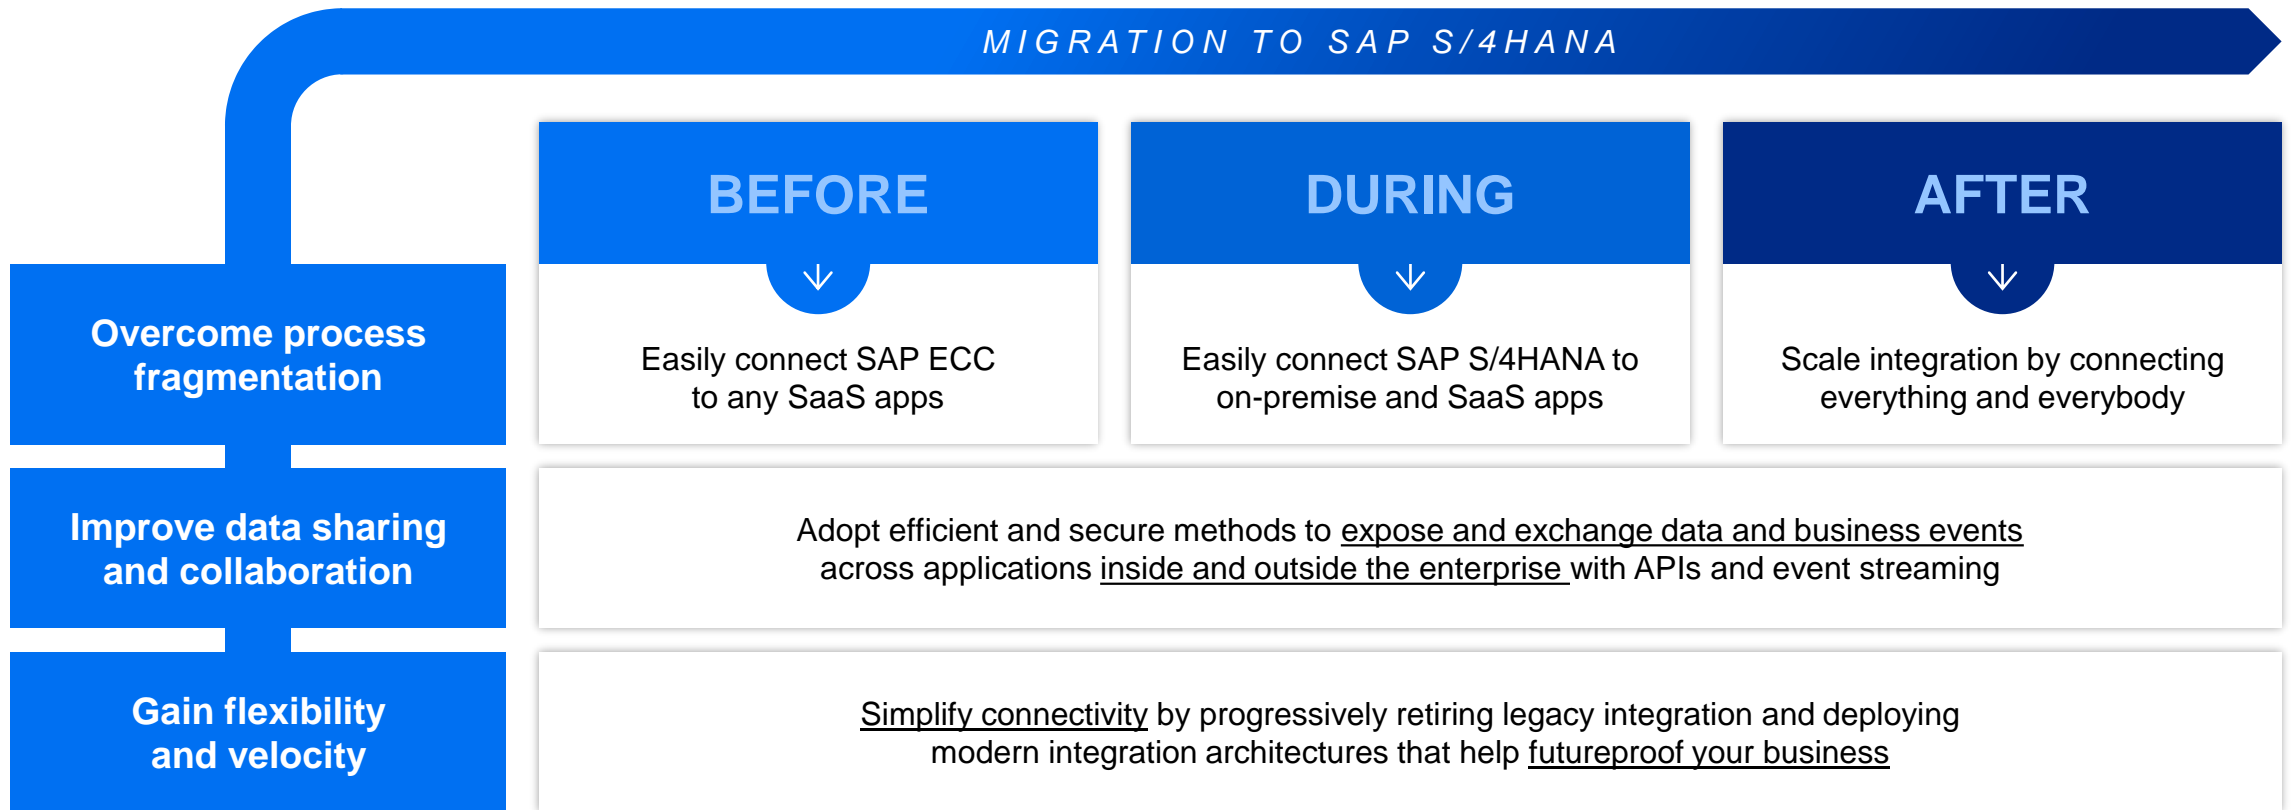 MIGRATION TO SAP S/4HANA
BEFORE
DURING
AFTER
Overcome process
fragmentation
Easily connect SAP ECC
to any SaaS apps
Easily connect SAP S/4HANA to
on-premise and SaaS apps
Scale integration by connecting
everything and everybody
Improve data sharing
and collaboration
Adopt efficient and secure methods to expose and exchange data and business events
across applications inside and outside the enterprise with APIs and event streaming
Gain flexibility
and velocity
Simplify connectivity by progressively retiring legacy integration and deploying
modern integration architectures that help futureproof your business